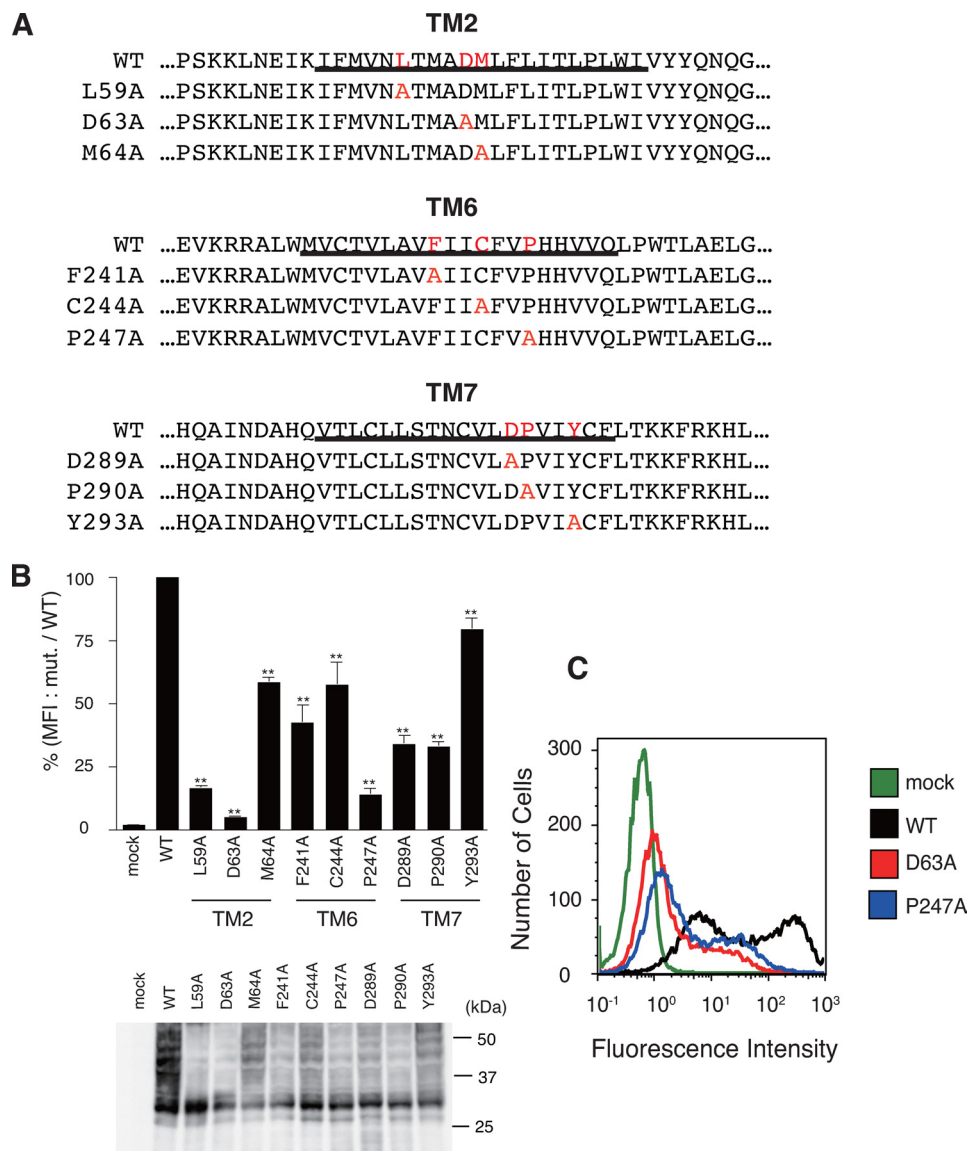 A
TM2
WT …PSKKLNEIKIFMVNLTMADMLFLITLPLWIVYYQNQG…
L59A …PSKKLNEIKIFMVNATMADMLFLITLPLWIVYYQNQG…
D63A …PSKKLNEIKIFMVNLTMAAMLFLITLPLWIVYYQNQG…
M64A …PSKKLNEIKIFMVNLTMADALFLITLPLWIVYYQNQG…
TM6
WT …EVKRRALWMVCTVLAVFIICFVPHHVVQLPWTLAELG…
F241A …EVKRRALWMVCTVLAVAIICFVPHHVVQLPWTLAELG…
C244A …EVKRRALWMVCTVLAVFIIAFVPHHVVQLPWTLAELG…
P247A …EVKRRALWMVCTVLAVFIICFVAHHVVQLPWTLAELG…
TM7
WT …HQAINDAHQVTLCLLSTNCVLDPVIYCFLTKKFRKHL…
D289A …HQAINDAHQVTLCLLSTNCVLAPVIYCFLTKKFRKHL…
P290A …HQAINDAHQVTLCLLSTNCVLDAVIYCFLTKKFRKHL…
Y293A …HQAINDAHQVTLCLLSTNCVLDPVIACFLTKKFRKHL…
B
% (MFI : mut. / WT)
100
75
50
25
0
** ** ** ** ** ** ** ** **
mock WT L59A D63A M64A F241A C244A P247A D289A P290A Y293A
TM2 TM6 TM7
mock WT L59A D63A M64A F241A C244A P247A D289A P290A Y293A
(kDa)
50
37
25
C
Number of Cells
300
200
100
0
10-1 100 101 102 103
Fluorescence Intensity
mock
WT
D63A
P247A